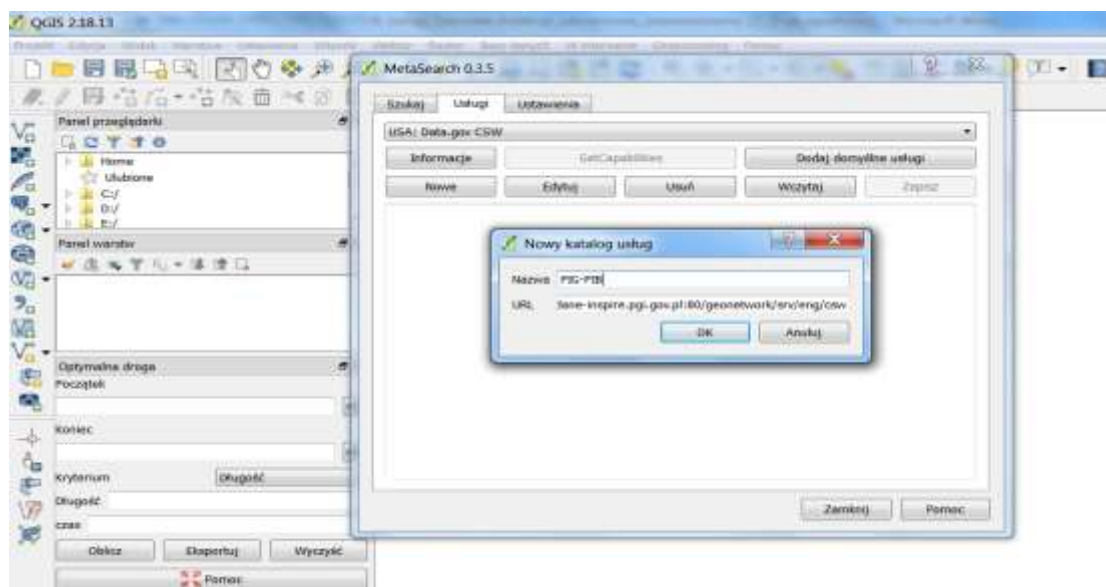 QGIS 2.18.13
MetaSearch 0.3.5
Szukaj Usługi Ustawienia
USA: Data.gov CSW
Informacje GetCapabilities Dodaj domyślne usługi
Nowe Edytuj Usuń Wczytaj Zapisz
Nowy katalog usług
Nazwa PIG-PIB
URL dane-inspire.pgi.gov.pl:80/geonetwork/srv/eng/csw
OK Anuluj
Zamknij Pomoc
Panel przeglądarki
Home
Ulubione
C:/
D:/
E:/
Panel warstw
Optymalna droga
Początek
Koniec
Kryterium Długość
Długość
czas
Oblicz Eksportuj Wyczyść
Pomoc